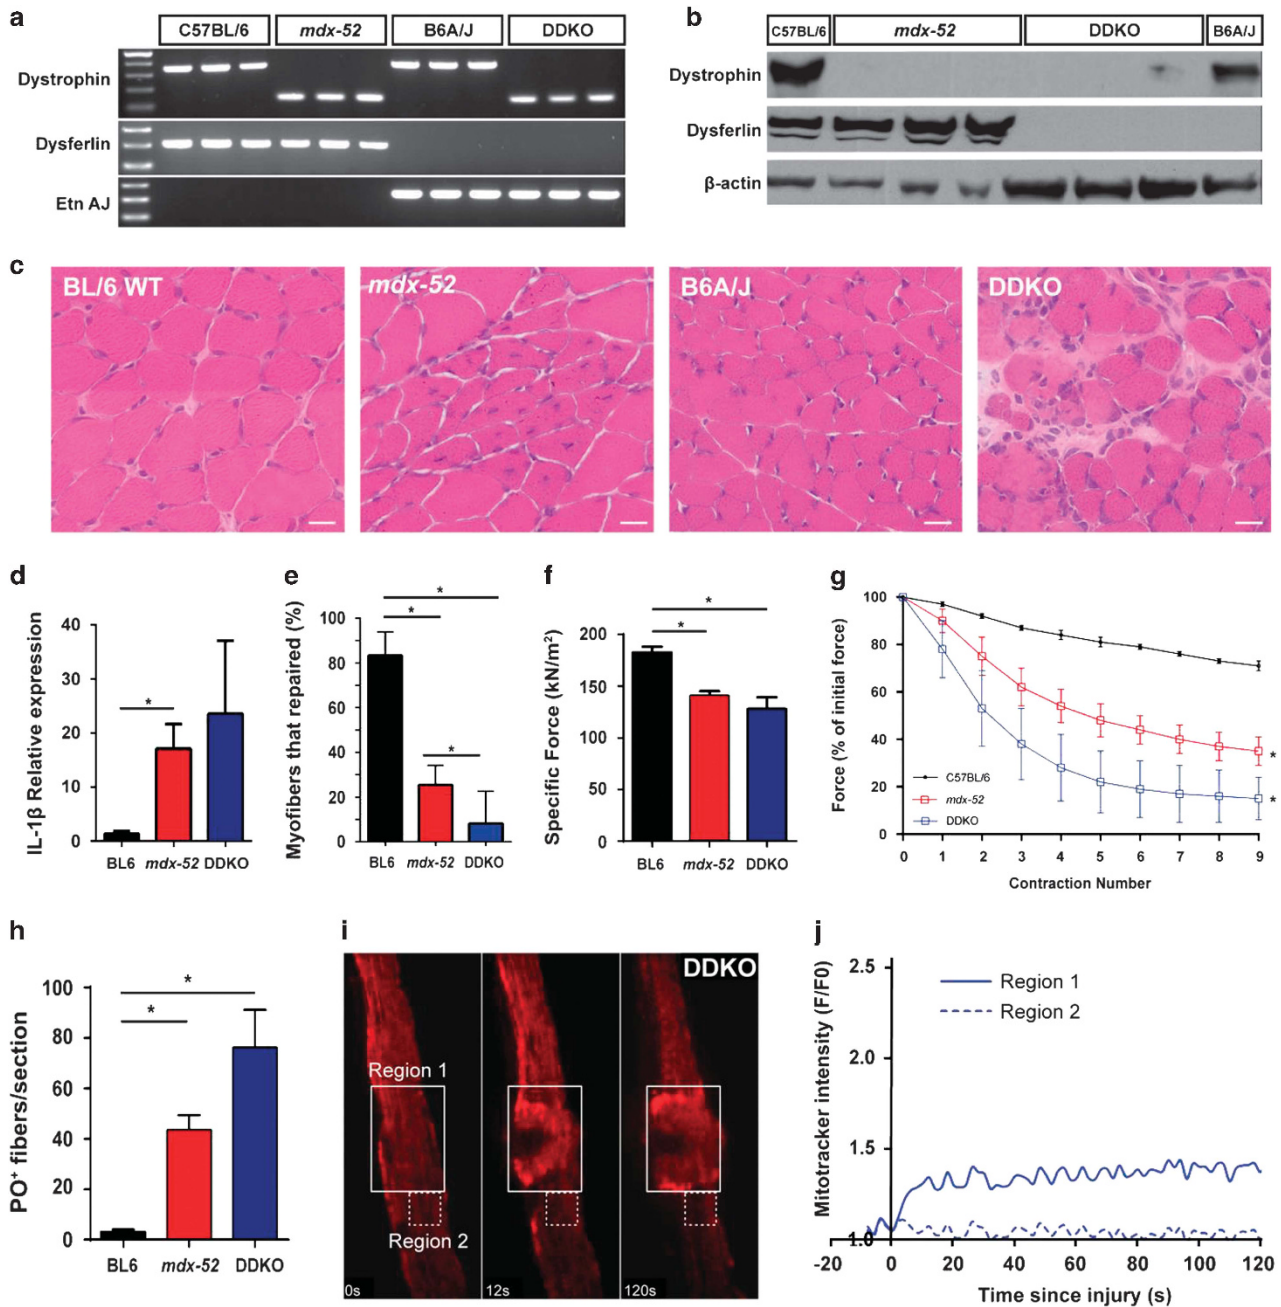 a
C57BL/6 mdx-52 B6A/J DDKO
Dystrophin
Dysferlin
Etn AJ
b
C57BL/6 mdx-52 DDKO B6A/J
Dystrophin
Dysferlin
β-actin
c
BL/6 WT
mdx-52
B6A/J
DDKO
d
IL-1β Relative expression
40
30
20
10
0
*
BL6 mdx-52 DDKO
e
Myofibers that repaired (%)
100
80
60
40
20
0
*
*
*
BL6 mdx-52 DDKO
f
Specific Force (kN/m²)
200
150
100
50
0
*
*
BL6 mdx-52 DDKO
g
Force (% of initial force)
100
80
60
40
20
0
C57BL/6
mdx-52
DDKO
*
*
0 1 2 3 4 5 6 7 8 9
Contraction Number
h
PO⁺ fibers/section
100
80
60
40
20
0
*
*
BL6 mdx-52 DDKO
i
DDKO
Region 1
Region 2
0s
12s
120s
j
Mitotracker intensity (F/F0)
2.5
2.0
1.5
1.0
Region 1
Region 2
-20 0 20 40 60 80 100 120
Time since injury (s)